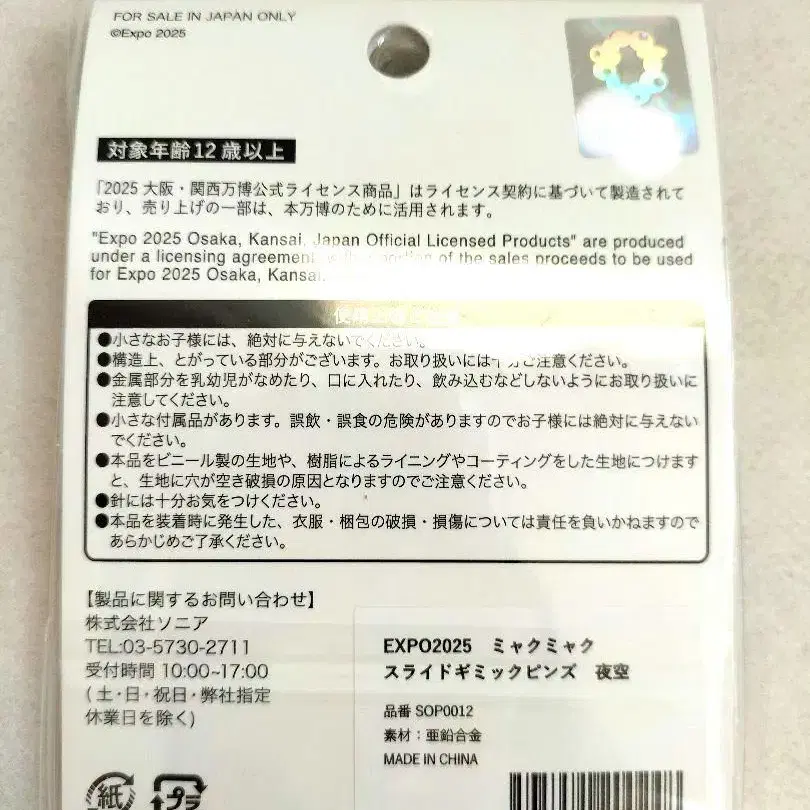 FOR SALE IN JAPAN ONLY
©Expo 2025
対象年齢12歳以上
「2025 大阪・関西万博公式ライセンス商品」はライセンス契約に基づいて製造されて
おり、売り上げの一部は、本万博のために活用されます。
"Expo 2025 Osaka, Kansai, Japan Official Licensed Products" are produced
under a licensing agreement, with a portion of the sales proceeds to be used
for Expo 2025 Osaka, Kansai.
●小さなお子様には、絶対に与えないでください。
●構造上、とがっている部分がございます。お取り扱いには十分ご注意ください。
●金属部分を乳幼児がなめたり、口に入れたり、飲み込むなどしないようにお取り扱いに
注意してください。
●小さな付属品があります。誤飲・誤食の危険がありますのでお子様には絶対に与えない
でください。
●本品をビニール製の生地や、樹脂によるライニングやコーティングをした生地につけます
と、生地に穴が空き破損の原因となりますのでご注意ください。
●針には十分お気をつけください。
●本品を装着時に発生した、衣服・梱包の破損・損傷については責任を負いかねますので
あらかじめご了承ください。
【製品に関するお問い合わせ】
株式会社ソニア
TEL:03-5730-2711
受付時間 10:00~17:00
(土・日・祝日・弊社指定
休業日を除く)
EXPO2025 ミャクミャク
スライドギミックピンズ 夜空
品番 SOP0012
素材：亜鉛合金
MADE IN CHINA
紙
プラ